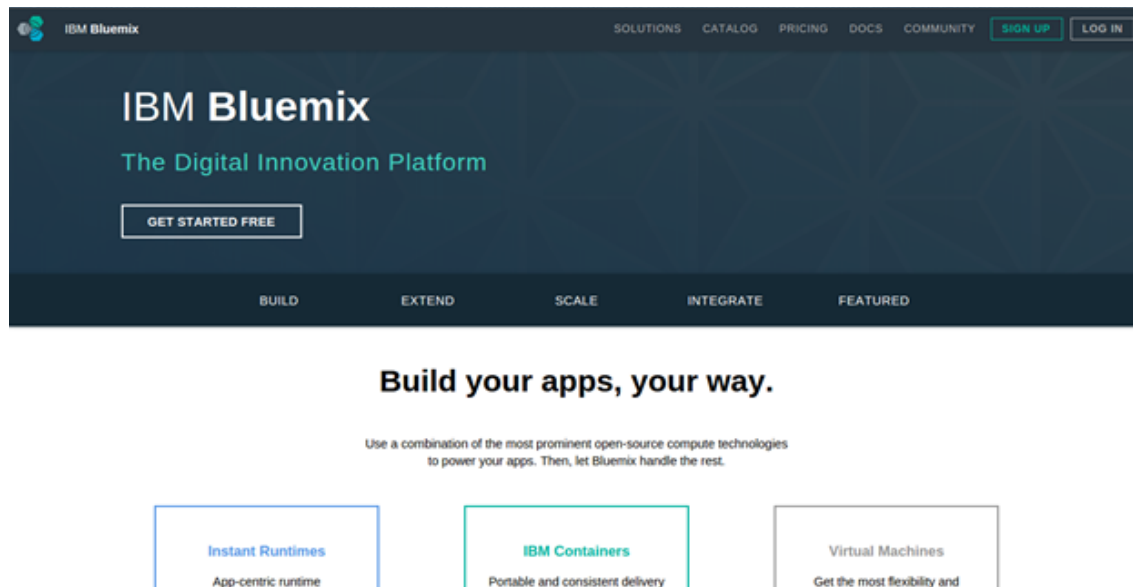 IBM Bluemix
SOLUTIONS CATALOG PRICING DOCS COMMUNITY SIGN UP LOG IN
IBM Bluemix
The Digital Innovation Platform
GET STARTED FREE
BUILD EXTEND SCALE INTEGRATE FEATURED
Build your apps, your way.
Use a combination of the most prominent open-source compute technologies
to power your apps. Then, let Bluemix handle the rest.
Instant Runtimes
App-centric runtime
IBM Containers
Portable and consistent delivery
Virtual Machines
Get the most flexibility and